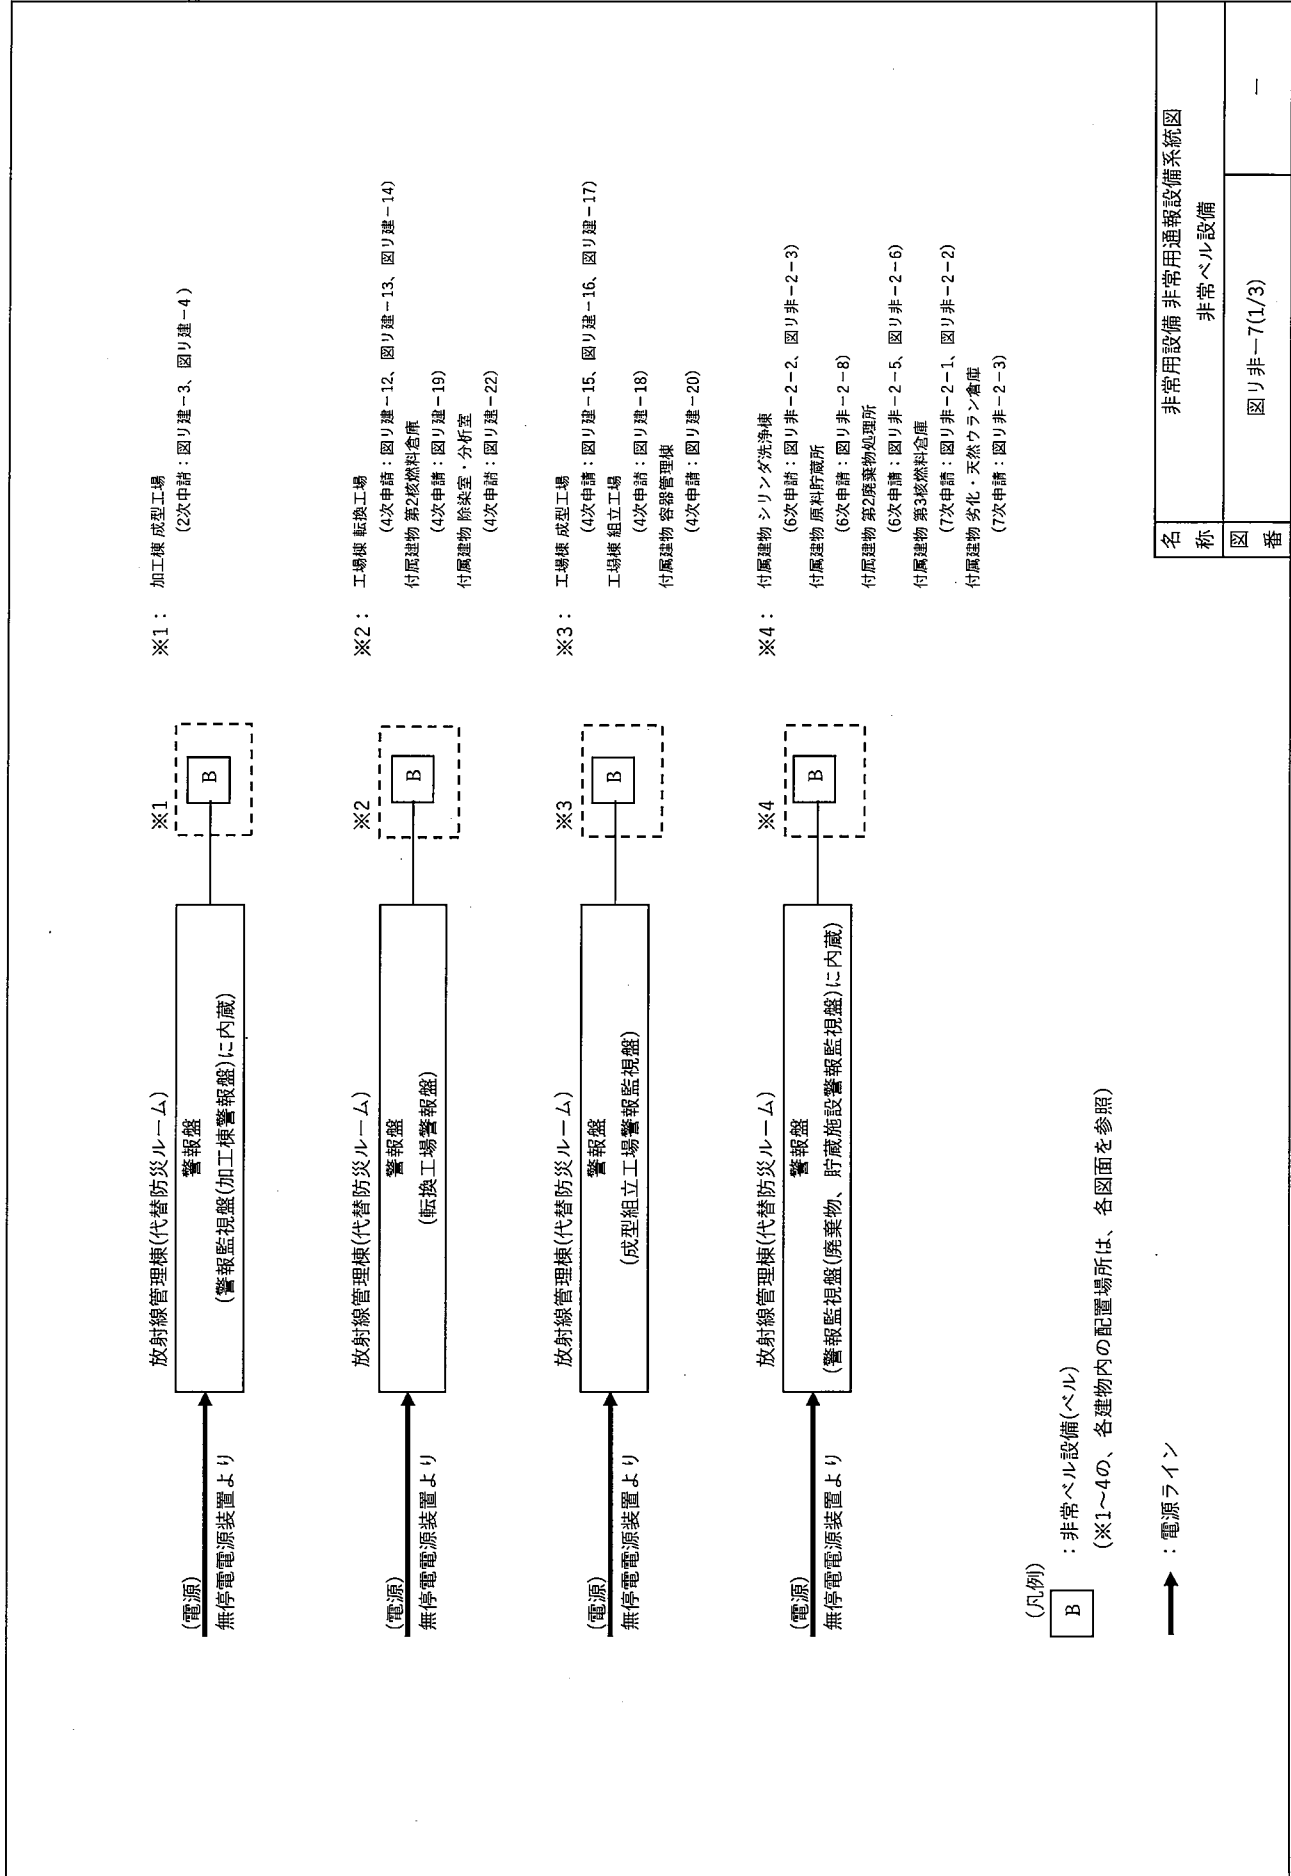 (電源)
無停電電源装置より
放射線管理棟(代替防災ルーム)
警報盤
(警報監視盤(加工棟警報盤)に内蔵)
※1
B
※1：
加工棟 成型工場
(2次申請：図リ建－3、図リ建－4)
(電源)
無停電電源装置より
放射線管理棟(代替防災ルーム)
警報盤
(転換工場警報盤)
※2
B
※2：
工場棟 転換工場
(4次申請：図リ建－12、図リ建－13、図リ建－14)
付属建物 第2核燃料倉庫
(4次申請：図リ建－19)
付属建物 除染室・分析室
(4次申請：図リ建－22)
(電源)
無停電電源装置より
放射線管理棟(代替防災ルーム)
警報盤
(成型組立工場警報監視盤)
※3
B
※3：
工場棟 成型工場
(4次申請：図リ建－15、図リ建－16、図リ建－17)
工場棟 組立工場
(4次申請：図リ建－18)
付属建物 容器管理棟
(4次申請：図リ建－20)
(電源)
無停電電源装置より
放射線管理棟(代替防災ルーム)
警報盤
(警報監視盤(廃棄物、貯蔵施設警報監視盤)に内蔵)
※4
B
※4：
付属建物 シリンダ洗浄棟
(6次申請：図リ非－2－2、図リ非－2－3)
付属建物 原料貯蔵所
(6次申請：図リ非－2－8)
付属建物 第2廃棄物処理所
(6次申請：図リ非－2－5、図リ非－2－6)
付属建物 第3核燃料倉庫
(7次申請：図リ非－2－1、図リ非－2－2)
付属建物 劣化・天然ウラン倉庫
(7次申請：図リ非－2－3)
(凡例)
B
：非常ベル設備(ベル)
(※1～4の、各建物内の配置場所は、各図面を参照)
：電源ライン
名称
非常用設備 非常用通報設備系統図
非常ベル設備
図番
図リ非－7(1/3)
－